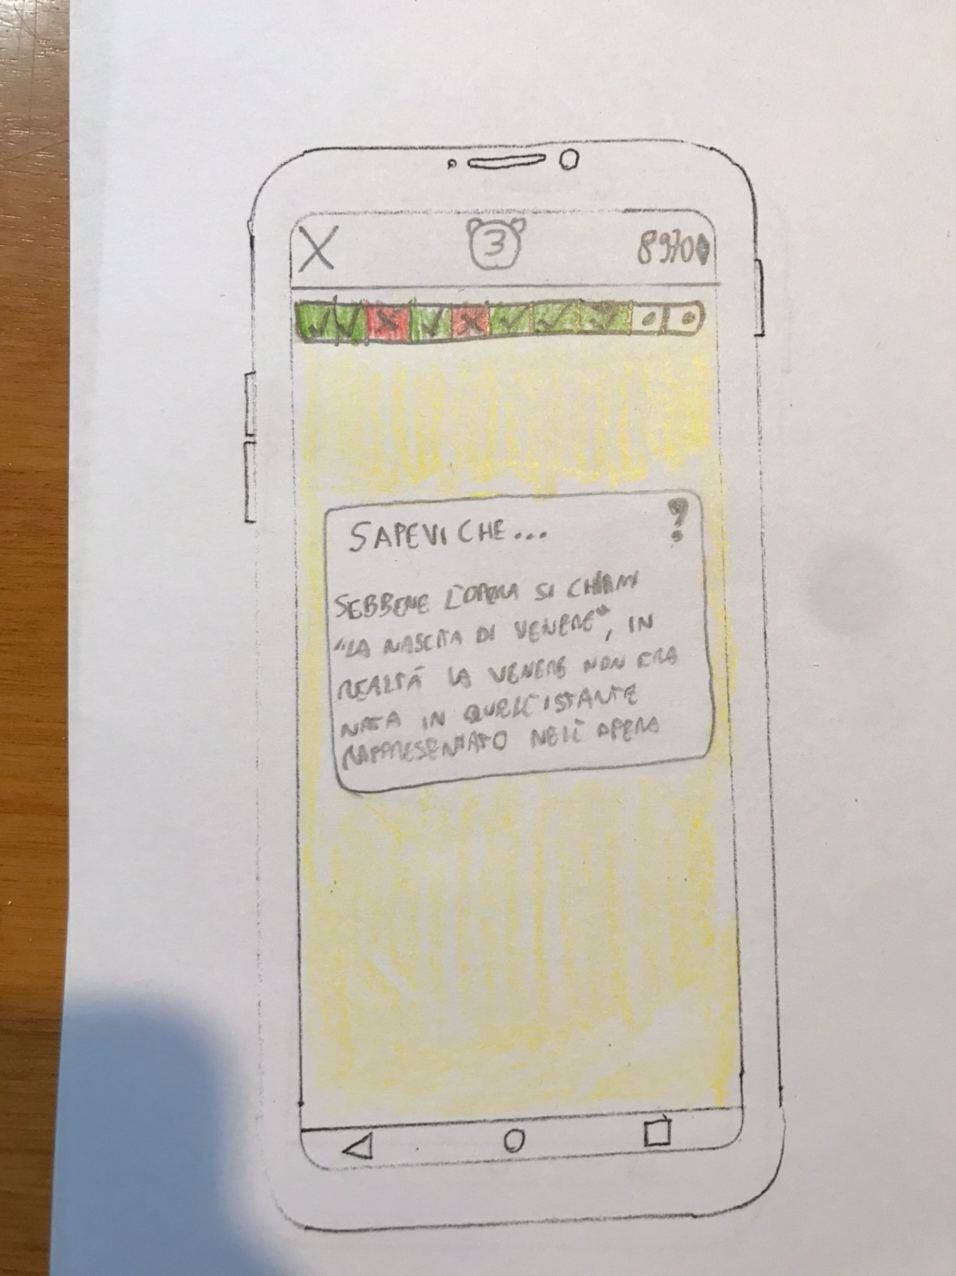 X 3 8970
SAPEVI CHE... ?
SEBBENE L'OPERA SI CHIAMI
"LA NASCITA DI VENERE", IN
REALTÁ LA VENERE NON ERA
NATA IN QUELL'ISTANTE
RAPPRESENTATO NELL'OPERA